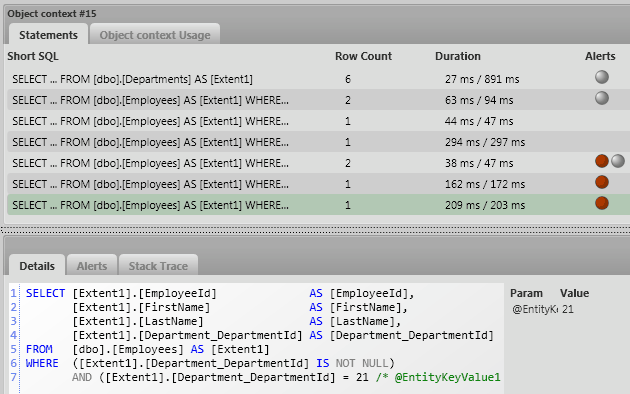 Object context #15
Statements Object context Usage
Short SQL Row Count Duration Alerts
SELECT ... FROM [dbo].[Departments] AS [Extent1] 6 27 ms / 891 ms
SELECT ... FROM [dbo].[Employees] AS [Extent1] WHERE... 2 63 ms / 94 ms
SELECT ... FROM [dbo].[Employees] AS [Extent1] WHERE... 1 44 ms / 47 ms
SELECT ... FROM [dbo].[Employees] AS [Extent1] WHERE... 1 294 ms / 297 ms
SELECT ... FROM [dbo].[Employees] AS [Extent1] WHERE... 2 38 ms / 47 ms
SELECT ... FROM [dbo].[Employees] AS [Extent1] WHERE... 1 162 ms / 172 ms
SELECT ... FROM [dbo].[Employees] AS [Extent1] WHERE... 1 209 ms / 203 ms
Details Alerts Stack Trace
1 SELECT [Extent1].[EmployeeId] AS [EmployeeId], Param Value
2 [Extent1].[FirstName] AS [FirstName], @EntityK 21
3 [Extent1].[LastName] AS [LastName],
4 [Extent1].[Department_DepartmentId] AS [Department_DepartmentId]
5 FROM [dbo].[Employees] AS [Extent1]
6 WHERE ([Extent1].[Department_DepartmentId] IS NOT NULL)
7 AND ([Extent1].[Department_DepartmentId] = 21 /* @EntityKeyValue1